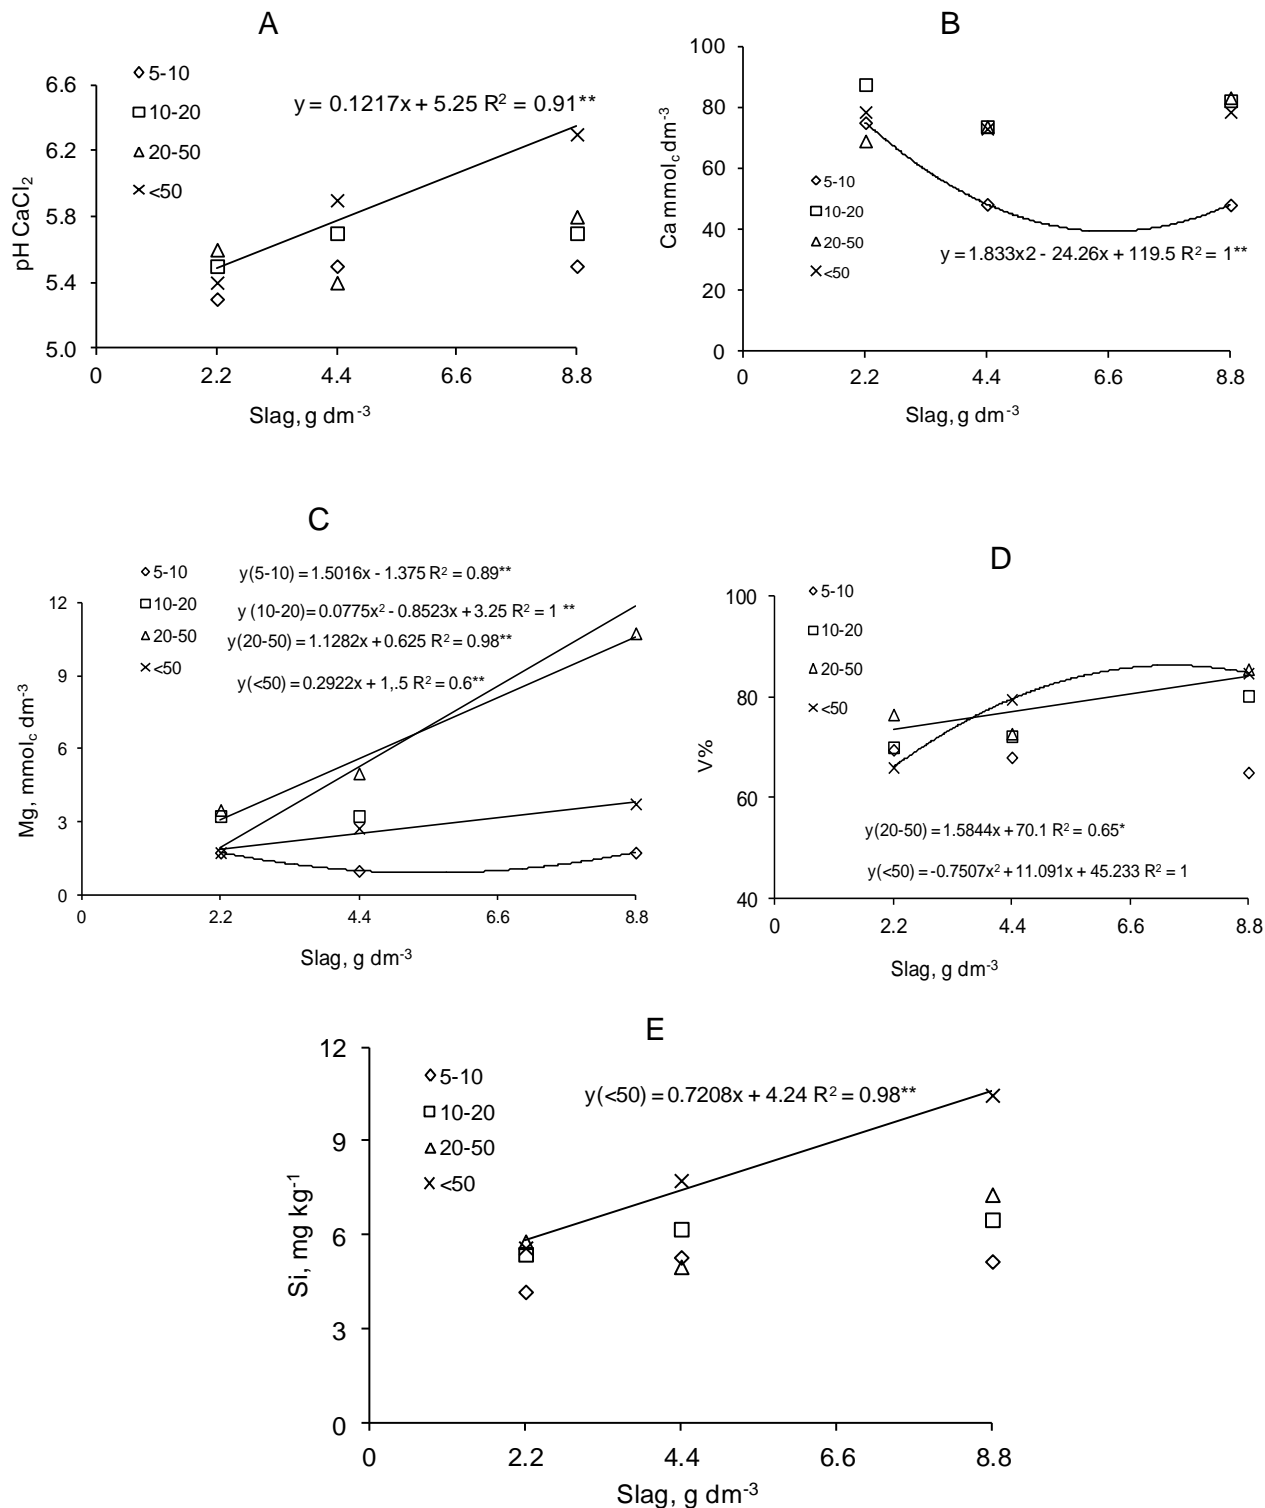 A
5-10
10-20
20-50
<50
y = 0.1217x + 5.25 R² = 0.91**
6.6
6.2
5.8
5.4
5.0
pH CaCl₂
0 2.2 4.4 6.6 8.8
Slag, g dm⁻³
B
100
80
60
40
20
0
Ca mmol꜀ dm⁻³
5-10
10-20
20-50
<50
y = 1.833x2 - 24.26x + 119.5 R² = 1**
0 2.2 4.4 6.6 8.8
Slag, g dm⁻³
C
5-10
10-20
20-50
<50
y(5-10) = 1.5016x - 1.375 R² = 0.89**
y (10-20)= 0.0775x² - 0.8523x + 3.25 R² = 1 **
y(20-50) = 1.1282x + 0.625 R² = 0.98**
y(<50) = 0.2922x + 1,.5 R² = 0.6**
12
9
6
3
0
Mg, mmol꜀ dm⁻³
0 2.2 4.4 6.6 8.8
Slag, g dm⁻³
D
5-10
10-20
20-50
<50
100
80
60
40
V%
y(20-50) = 1.5844x + 70.1 R² = 0.65*
y(<50) = -0.7507x² + 11.091x + 45.233 R² = 1
0 2.2 4.4 6.6 8.8
Slag, g dm⁻³
E
5-10
10-20
20-50
<50
y(<50) = 0.7208x + 4.24 R² = 0.98**
12
9
6
3
0
Si, mg kg⁻¹
0 2.2 4.4 6.6 8.8
Slag, g dm⁻³